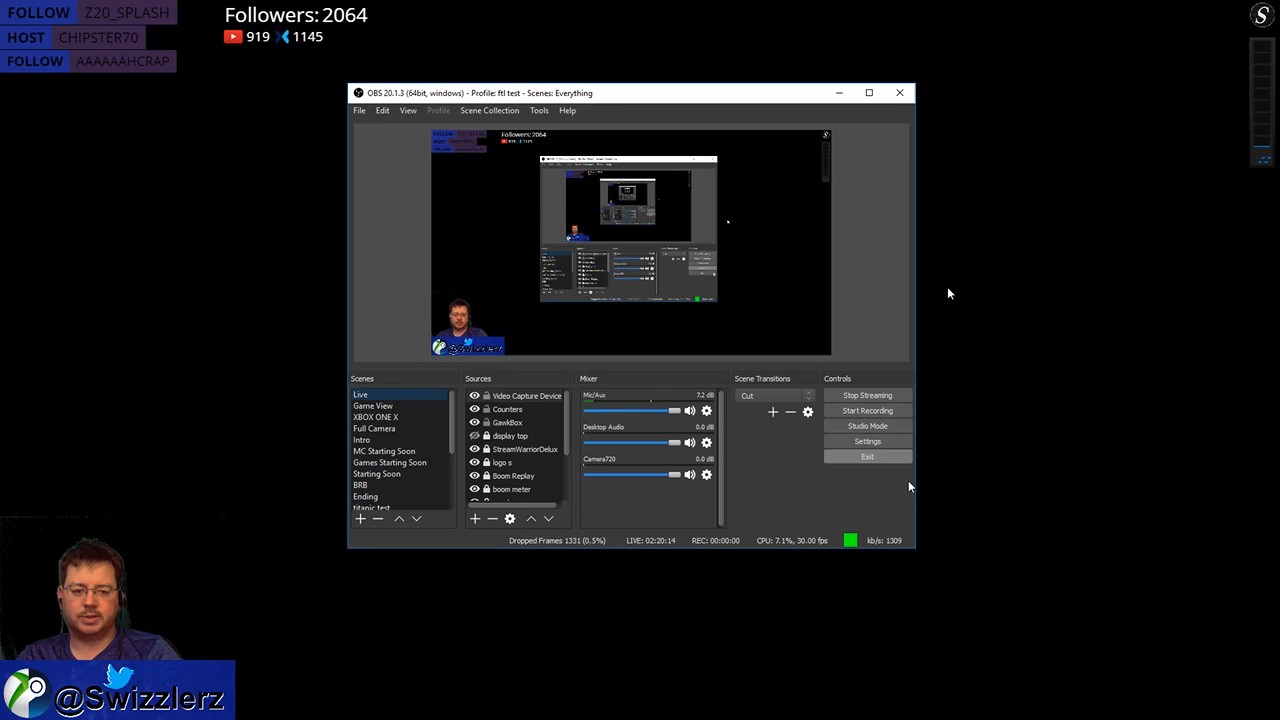 FOLLOW Z20_SPLASH
HOST CHIPSTER70
FOLLOW AAAAAAHCRAP
Followers: 2064
919 1145
S
OBS 20.1.3 (64bit, windows) - Profile: ftl test - Scenes: Everything
File Edit View Profile Scene Collection Tools Help
Followers: 2064
919 1145
Scenes
Live
Game View
XBOX ONE X
Full Camera
Intro
MC Starting Soon
Games Starting Soon
Starting Soon
BRB
Ending
titanic test
Sources
Video Capture Device
Counters
GawkBox
display top
StreamWarriorDelux
logo s
Boom Replay
boom meter
Mixer
Mic/Aux 7.2 dB
Desktop Audio 0.0 dB
Camera720 0.0 dB
Scene Transitions
Cut
Controls
Stop Streaming
Start Recording
Studio Mode
Settings
Exit
Dropped Frames 1331 (0.5%) LIVE: 02:20:14 REC: 00:00:00 CPU: 7.1%, 30.00 fps kb/s: 1309
@Swizzlerz